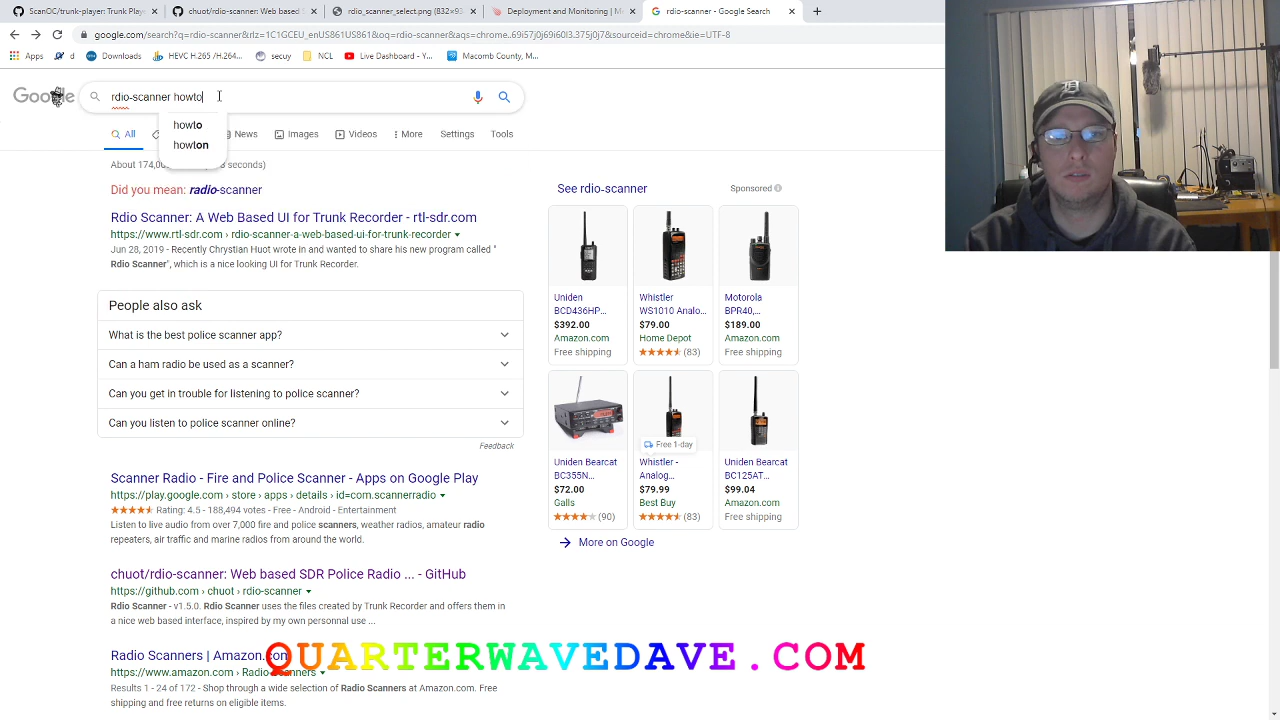 ScanOC/trunk-player: Trunk Play
chuot/rdio-scanner: Web based S
rdio_scanner_select.png (832×93
Deployment and Monitoring | Me
rdio-scanner - Google Search
google.com/search?q=rdio-scanner&rlz=1C1GCEU_enUS861US861&oq=rdio-scanner&aqs=chrome..69i57j0j69i60l3.375j0j7&sourceid=chrome&ie=UTF-8
Apps
d
Downloads
HEVC H.265 /H.264...
secuy
NCL
Live Dashboard - Y...
Macomb County, M...
Google
rdio-scanner howto
howto
howton
All
News
Images
Videos
More
Settings
Tools
About 174,00
seconds)
Did you mean: radio-scanner
Rdio Scanner: A Web Based UI for Trunk Recorder - rtl-sdr.com
https://www.rtl-sdr.com › rdio-scanner-a-web-based-ui-for-trunk-recorder
Jun 28, 2019 - Recently Chrystian Huot wrote in and wanted to share his new program called "
Rdio Scanner", which is a nice looking UI for Trunk Recorder.
People also ask
What is the best police scanner app?
Can a ham radio be used as a scanner?
Can you get in trouble for listening to police scanner?
Can you listen to police scanner online?
Feedback
Scanner Radio - Fire and Police Scanner - Apps on Google Play
https://play.google.com › store › apps › details › id=com.scannerradio
Rating: 4.5 - 188,494 votes - Free - Android - Entertainment
Listen to live audio from over 7,000 fire and police scanners, weather radios, amateur radio
repeaters, air traffic and marine radios from around the world.
chuot/rdio-scanner: Web based SDR Police Radio ... - GitHub
https://github.com › chuot › rdio-scanner
Rdio Scanner - v1.5.0. Rdio Scanner uses the files created by Trunk Recorder and offers them in
a nice web based interface, inspired by my own personnal use ...
Radio Scanners | Amazon.com
https://www.amazon.com › Radio-Scanners
Results 1 - 24 of 172 - Shop through a wide selection of Radio Scanners at Amazon.com. Free
shipping and free returns on eligible items.
See rdio-scanner
Sponsored
Uniden
BCD436HP...
$392.00
Amazon.com
Free shipping
Whistler
WS1010 Analo...
$79.00
Home Depot
(83)
Motorola
BPR40,...
$189.00
Amazon.com
Free shipping
Uniden Bearcat
BC355N...
$72.00
Galls
(90)
Free 1-day
Whistler -
Analog...
$79.99
Best Buy
(83)
Uniden Bearcat
BC125AT...
$99.04
Amazon.com
Free shipping
More on Google
QUARTERWAVEDAVE.COM